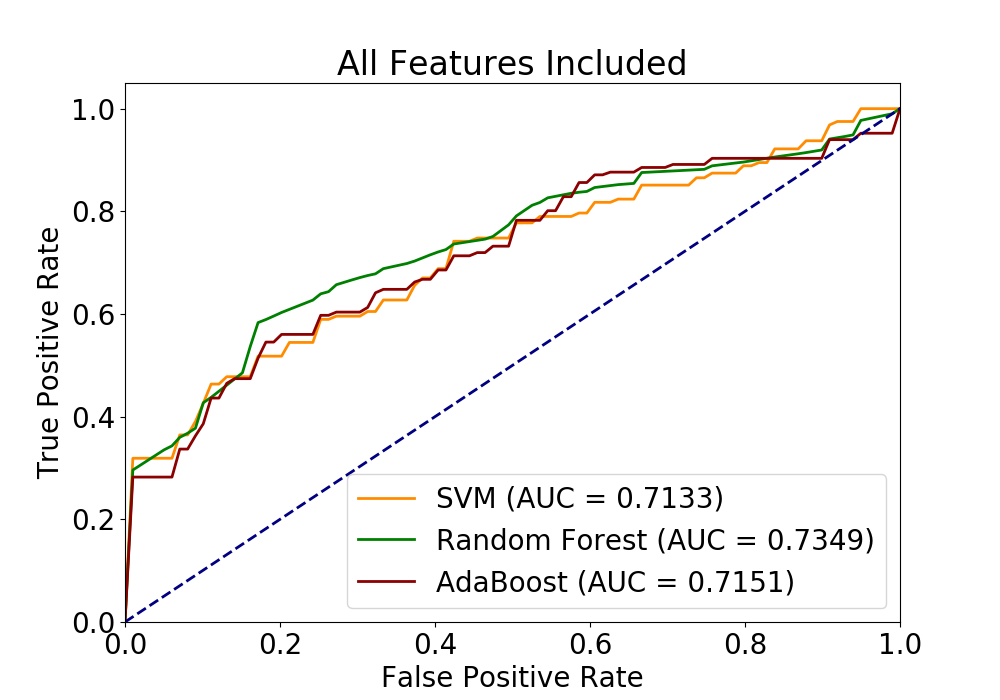 All Features Included
1.0
0.8
0.6
0.4
0.2
0.0
True Positive Rate
SVM (AUC = 0.7133)
Random Forest (AUC = 0.7349)
AdaBoost (AUC = 0.7151)
0.0 0.2 0.4 0.6 0.8 1.0
False Positive Rate